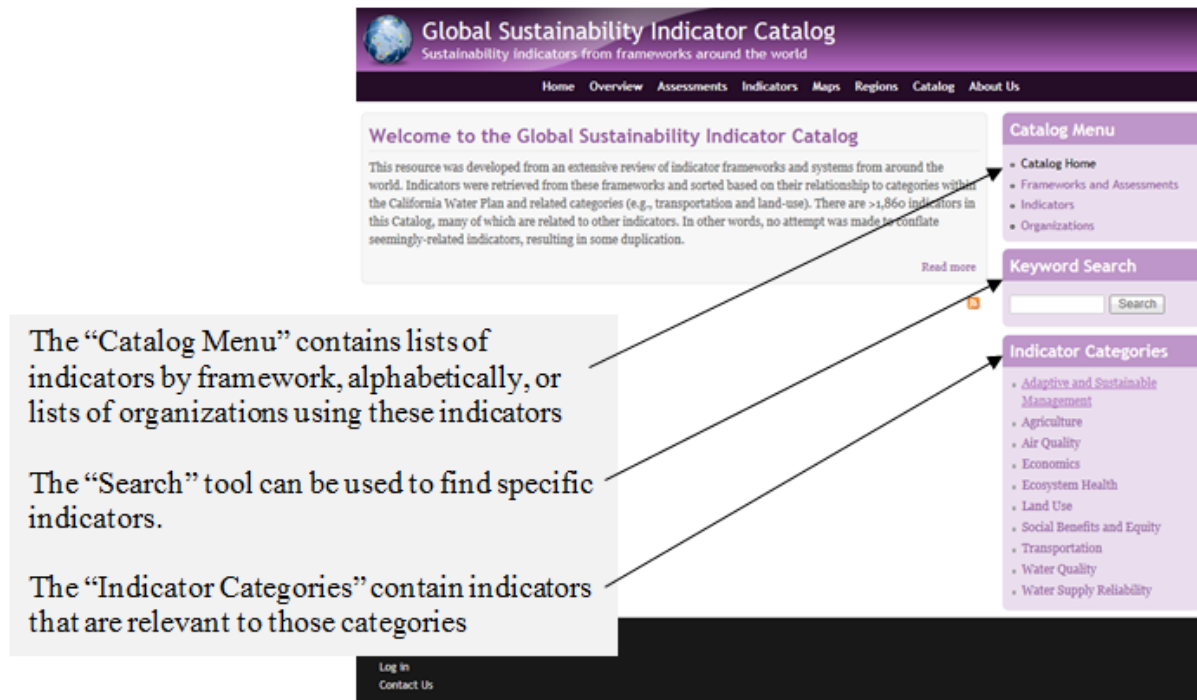 Global Sustainability Indicator Catalog
Sustainability indicators from frameworks around the world
Home Overview Assessments Indicators Maps Regions Catalog About Us
Welcome to the Global Sustainability Indicator Catalog
This resource was developed from an extensive review of indicator frameworks and systems from around the
world. Indicators were retrieved from these frameworks and sorted based on their relationship to categories within
the California Water Plan and related categories (e.g., transportation and land-use). There are >1,860 indicators in
this Catalog, many of which are related to other indicators. In other words, no attempt was made to conflate
seemingly-related indicators, resulting in some duplication.
Read more
Catalog Menu
Catalog Home
Frameworks and Assessments
Indicators
Organizations
Keyword Search
Search
Indicator Categories
Adaptive and Sustainable
Management
Agriculture
Air Quality
Economics
Ecosystem Health
Land Use
Social Benefits and Equity
Transportation
Water Quality
Water Supply Reliability
The “Catalog Menu” contains lists of
indicators by framework, alphabetically, or
lists of organizations using these indicators
The “Search” tool can be used to find specific
indicators.
The “Indicator Categories” contain indicators
that are relevant to those categories
Log in
Contact Us